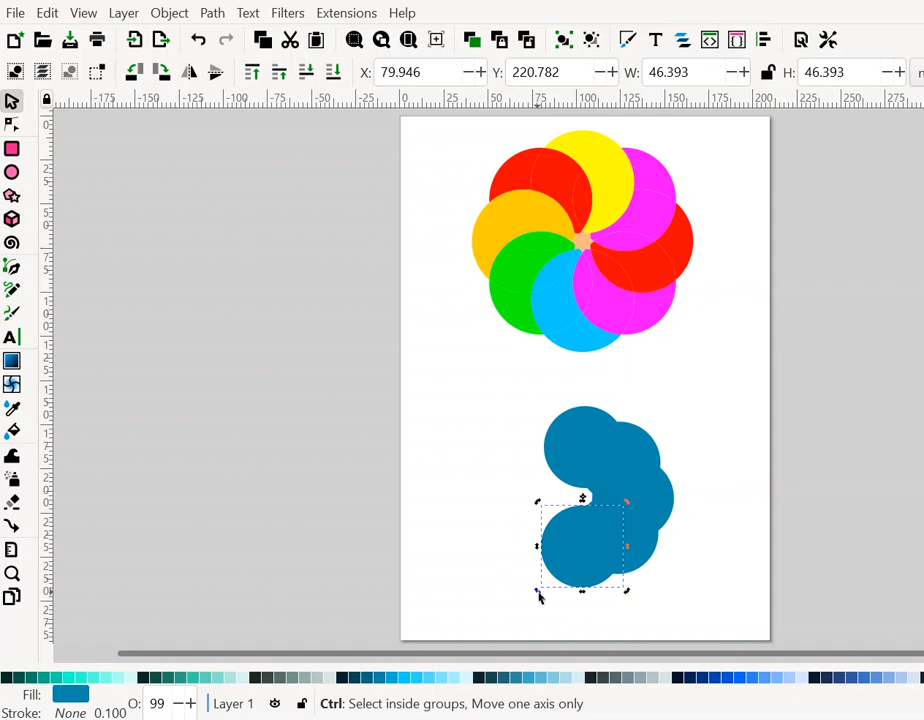 File Edit View Layer Object Path Text Filters Extensions Help
X: 79.946 Y: 220.782 W: 46.393 H: 46.393
-175 -150 -125 -100 -75 -50 -25 0 25 50 75 100 125 150 175 200 225 250 275
Fill: O: 99 Layer 1 Ctrl: Select inside groups, Move one axis only
Stroke: None 0.100